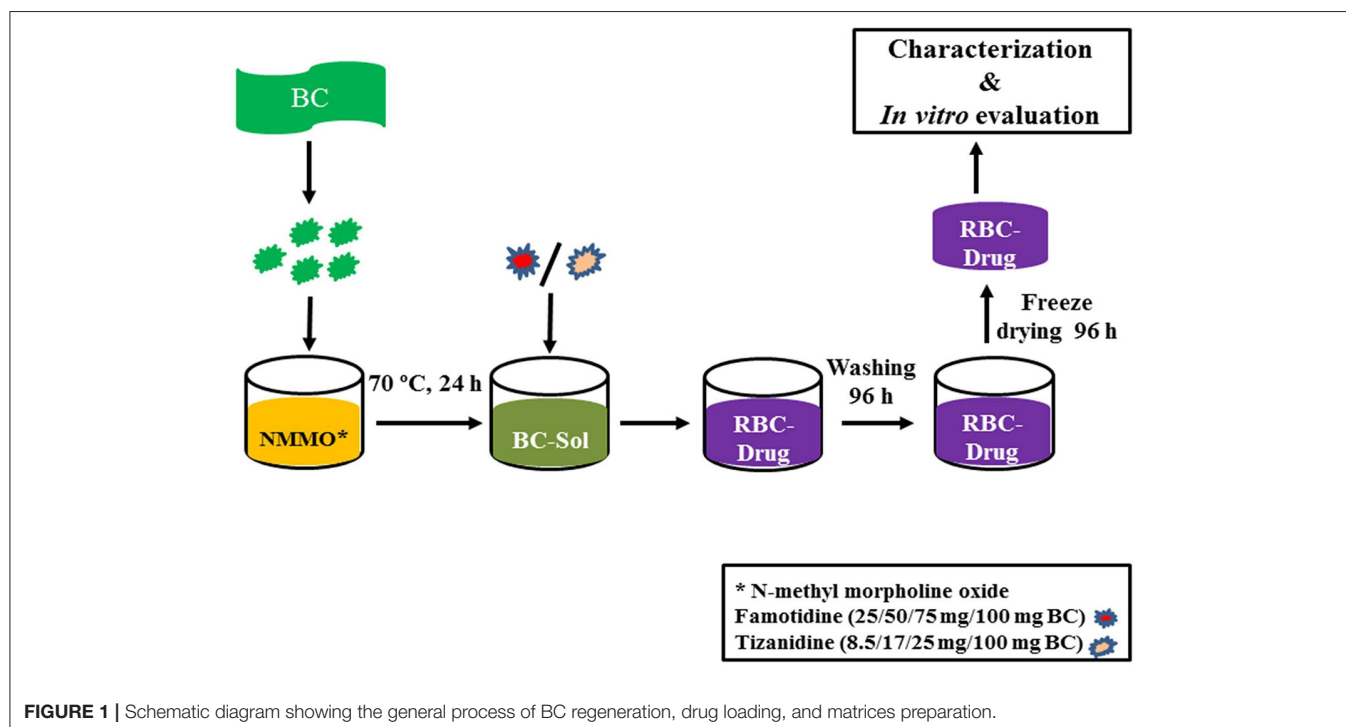 BC
Characterization
&
In vitro evaluation
RBC-
Drug
Freeze
drying 96 h
NMMO*
70 ºC, 24 h
BC-Sol
RBC-
Drug
Washing
96 h
RBC-
Drug
* N-methyl morpholine oxide
Famotidine (25/50/75 mg/100 mg BC)
Tizanidine (8.5/17/25 mg/100 mg BC)
FIGURE 1 | Schematic diagram showing the general process of BC regeneration, drug loading, and matrices preparation.